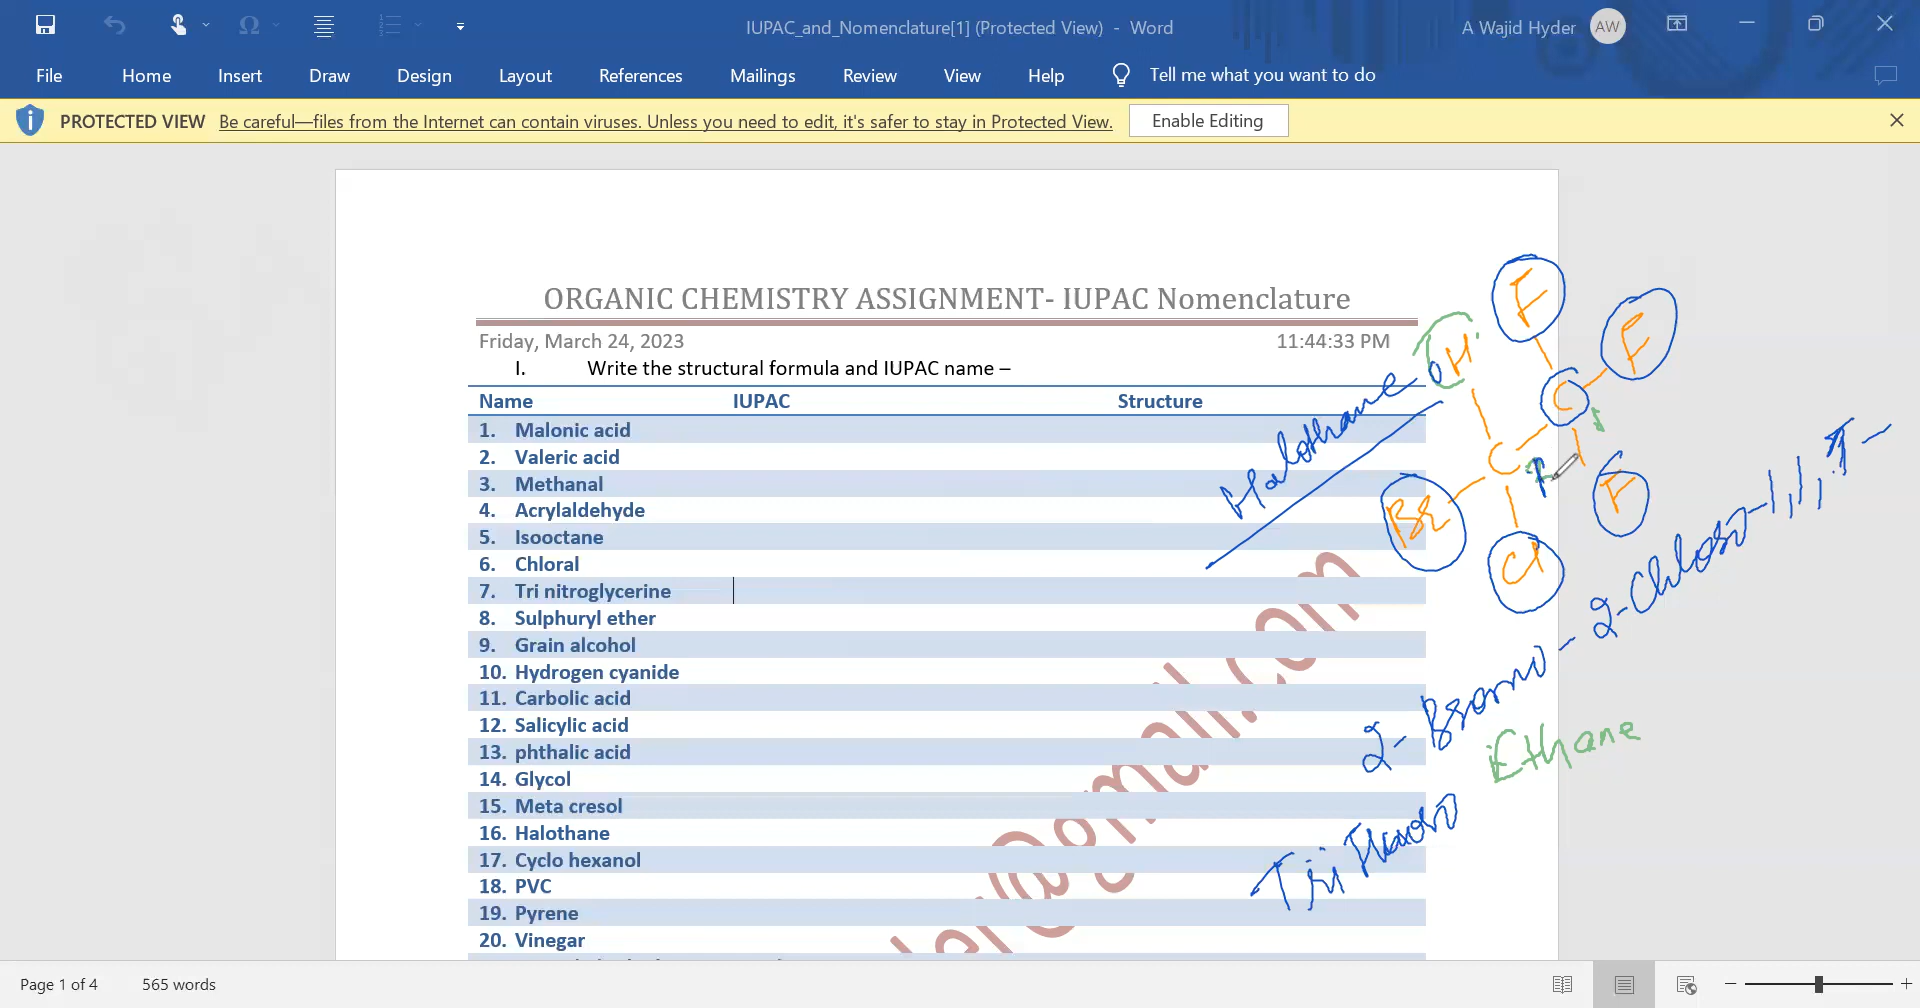 IUPAC_and_Nomenclature[1] (Protected View) - Word
A Wajid Hyder AW
File Home Insert Draw Design Layout References Mailings Review View Help Tell me what you want to do
PROTECTED VIEW Be careful—files from the Internet can contain viruses. Unless you need to edit, it's safer to stay in Protected View. Enable Editing
ORGANIC CHEMISTRY ASSIGNMENT- IUPAC Nomenclature
Friday, March 24, 2023 11:44:33 PM
I. Write the structural formula and IUPAC name –
Name IUPAC Structure
1. Malonic acid
2. Valeric acid
3. Methanal
4. Acrylaldehyde
5. Isooctane
6. Chloral
7. Tri nitroglycerine
8. Sulphuryl ether
9. Grain alcohol
10. Hydrogen cyanide
11. Carbolic acid
12. Salicylic acid
13. phthalic acid
14. Glycol
15. Meta cresol
16. Halothane
17. Cyclo hexanol
18. PVC
19. Pyrene
20. Vinegar
@gmail.com
Halothane
H F F
C
C
Br F
Cl
2-Bromo-2-Chloro-1,1,1-
Tri
Ethane
Page 1 of 4 565 words